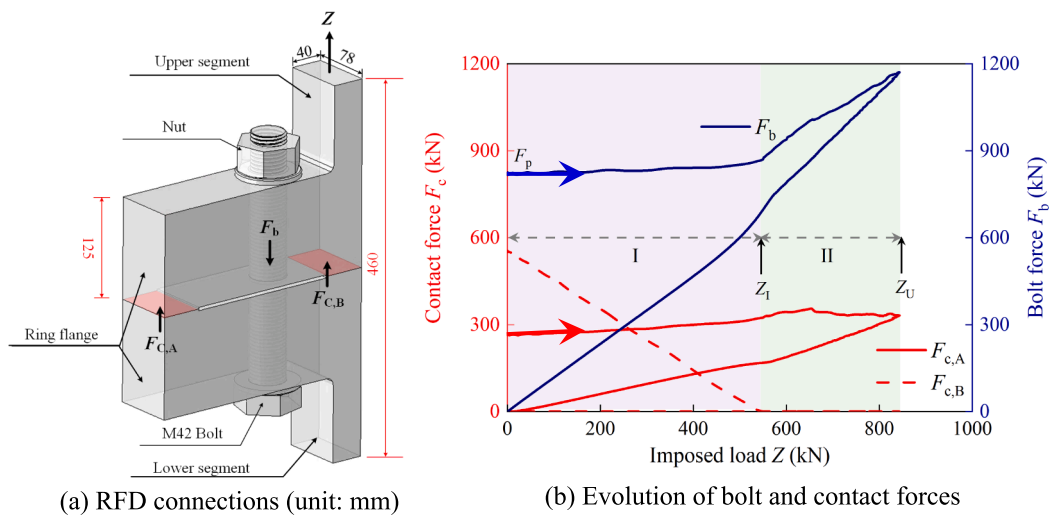 Z
40
78
Upper segment
Nut
125
F_b
460
F_C,B
F_C,A
Ring flange
M42 Bolt
Lower segment
(a) RFD connections (unit: mm)
1200
900
600
300
0
Contact force F_c (kN)
F_b
F_p
I
II
Z_I
Z_U
F_c,A
F_c,B
1200
900
600
300
0
Bolt force F_b (kN)
0
200
400
600
800
1000
Imposed load Z (kN)
(b) Evolution of bolt and contact forces